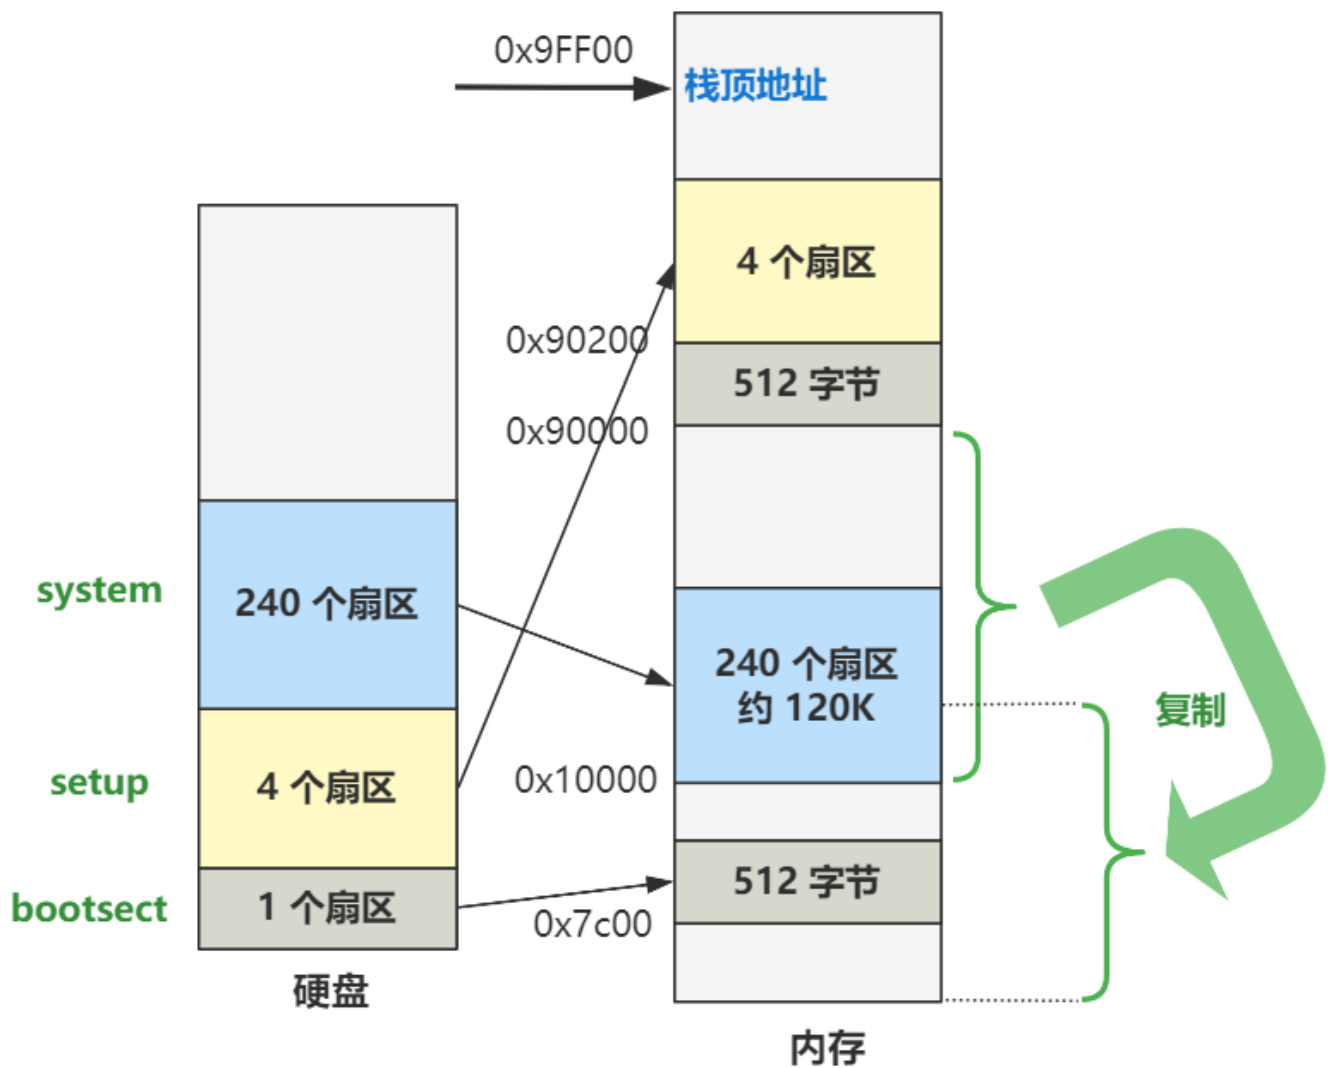 0x9FF00
栈顶地址
4 个扇区
0x90200
512 字节
0x90000
system
240 个扇区
240 个扇区
约 120K
复制
setup
4 个扇区
0x10000
bootsect
1 个扇区
512 字节
0x7c00
硬盘
内存